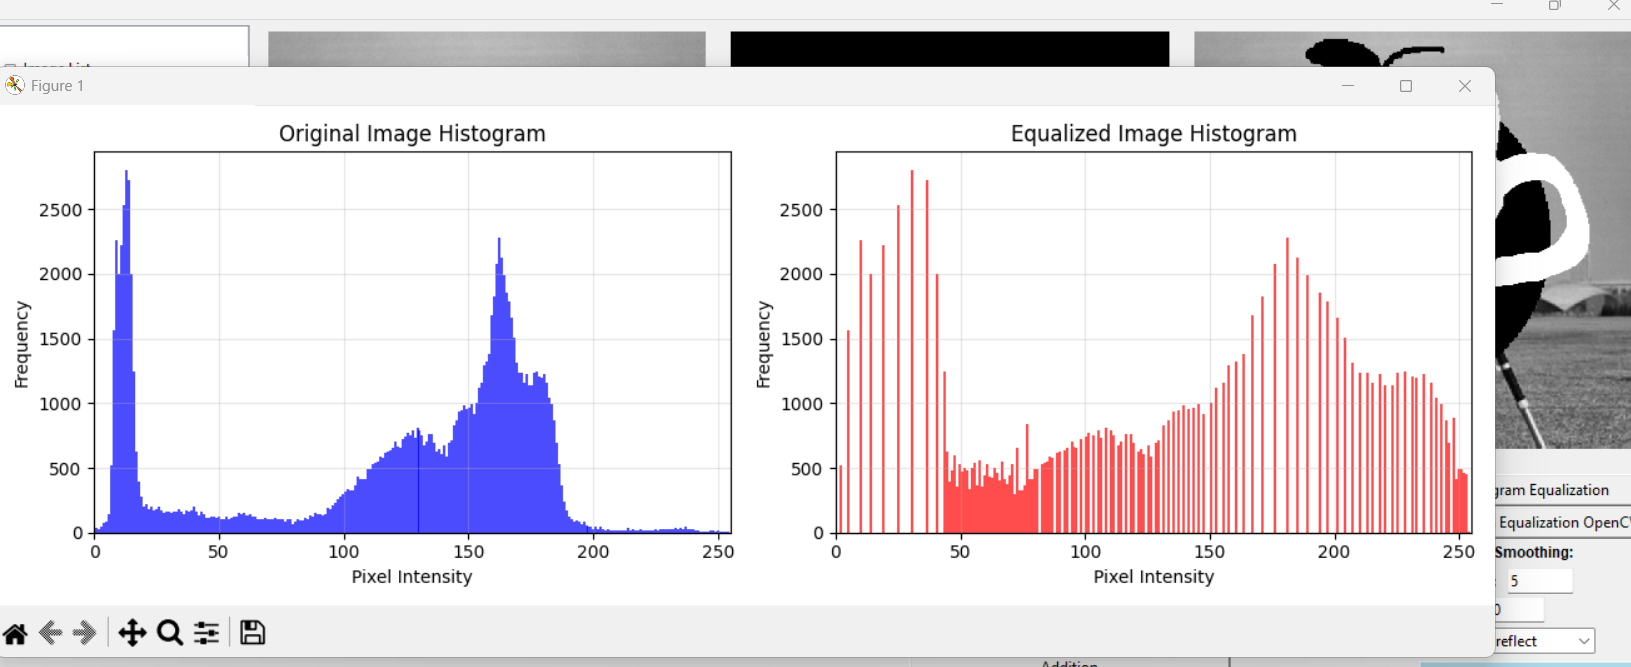 Figure 1
Original Image Histogram
2500
2000
1500
1000
500
0
Frequency
0 50 100 150 200 250
Pixel Intensity
Equalized Image Histogram
2500
2000
1500
1000
500
0
Frequency
0 50 100 150 200 250
Pixel Intensity
gram Equalization
Equalization OpenCV
Smoothing:
5
0
reflect